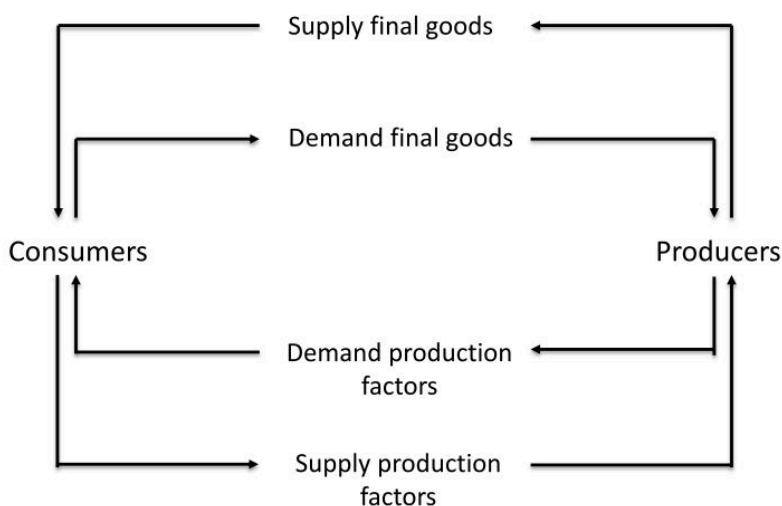 Supply final goods
Demand final goods
Consumers
Producers
Demand production
factors
Supply production
factors